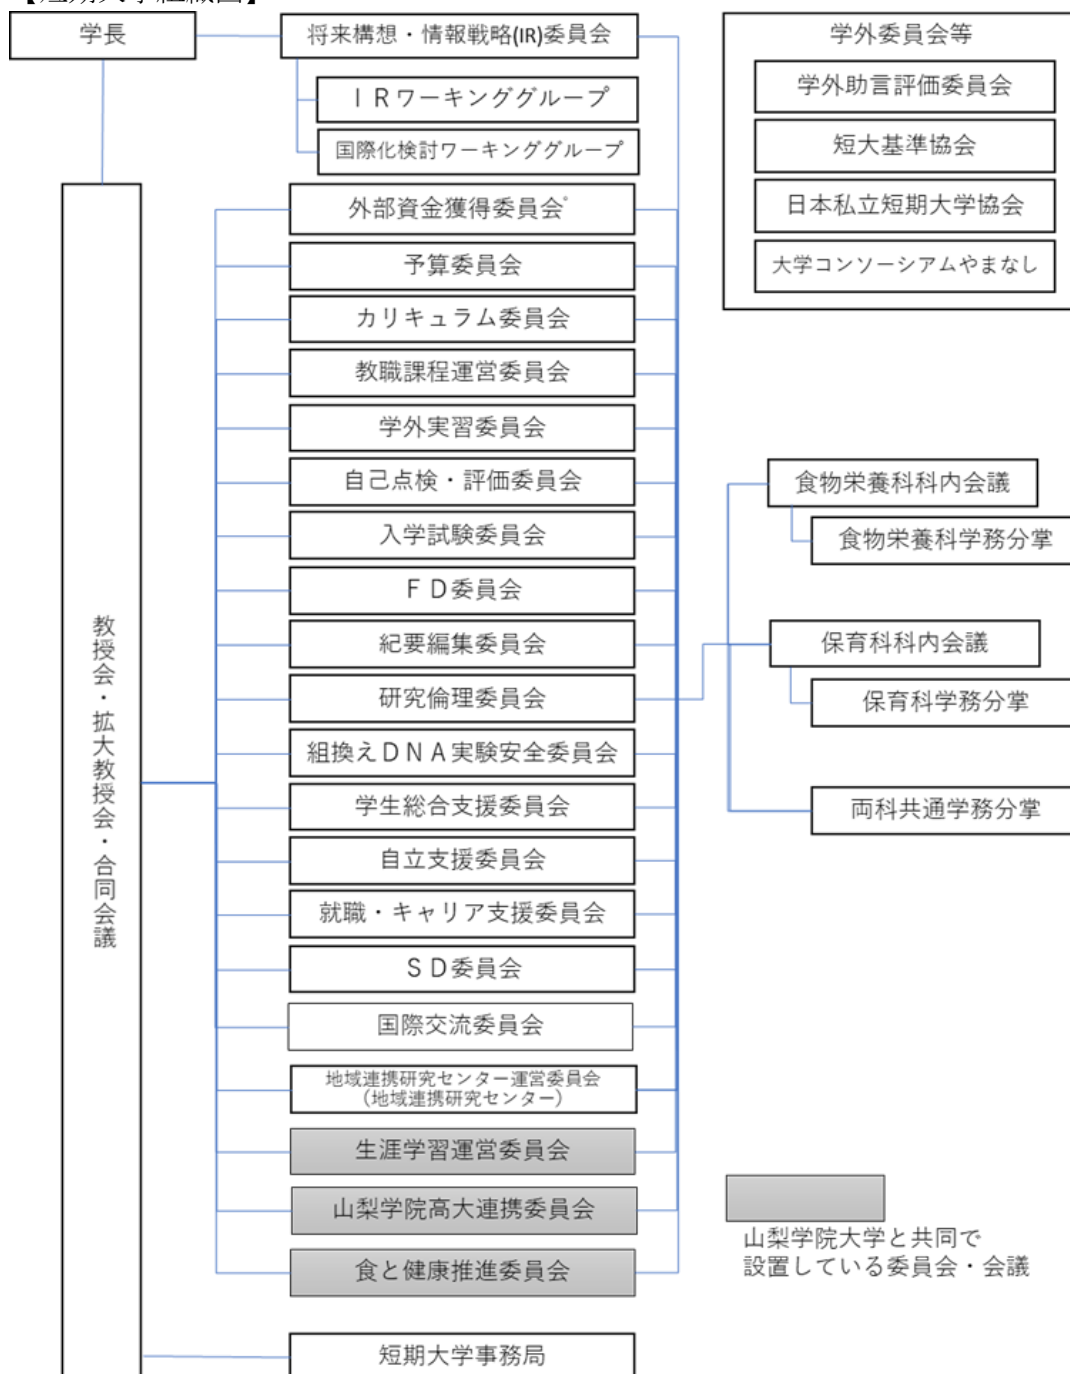 【短期大学組織図】
学長
将来構想・情報戦略(IR)委員会
ＩＲワーキンググループ
国際化検討ワーキンググループ
学外委員会等
学外助言評価委員会
短大基準協会
日本私立短期大学協会
大学コンソーシアムやまなし
教授会・拡大教授会・合同会議
外部資金獲得委員会゜
予算委員会
カリキュラム委員会
教職課程運営委員会
学外実習委員会
自己点検・評価委員会
入学試験委員会
ＦＤ委員会
紀要編集委員会
研究倫理委員会
組換えＤＮＡ実験安全委員会
学生総合支援委員会
自立支援委員会
就職・キャリア支援委員会
ＳＤ委員会
国際交流委員会
地域連携研究センター運営委員会
（地域連携研究センター）
生涯学習運営委員会
山梨学院高大連携委員会
食と健康推進委員会
短期大学事務局
食物栄養科科内会議
食物栄養科学務分掌
保育科科内会議
保育科学務分掌
両科共通学務分掌
山梨学院大学と共同で
設置している委員会・会議